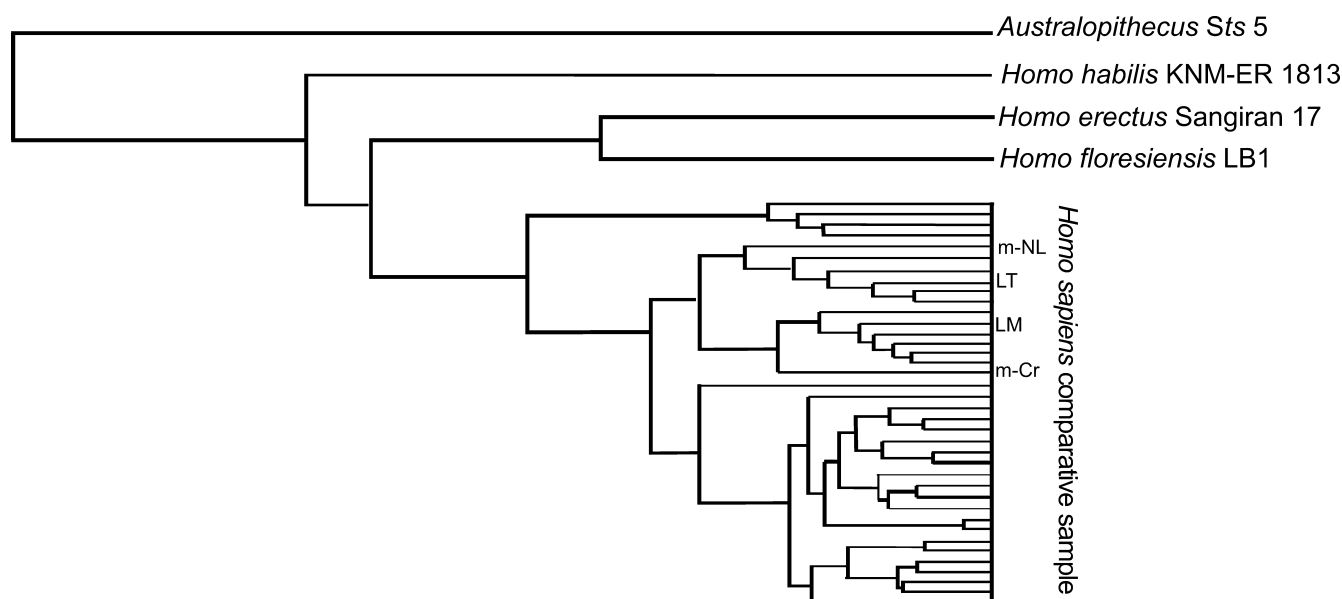 Australopithecus Sts 5
Homo habilis KNM-ER 1813
Homo erectus Sangiran 17
Homo floresiensis LB1
Homo sapiens comparative sample
m-NL
LT
LM
m-Cr